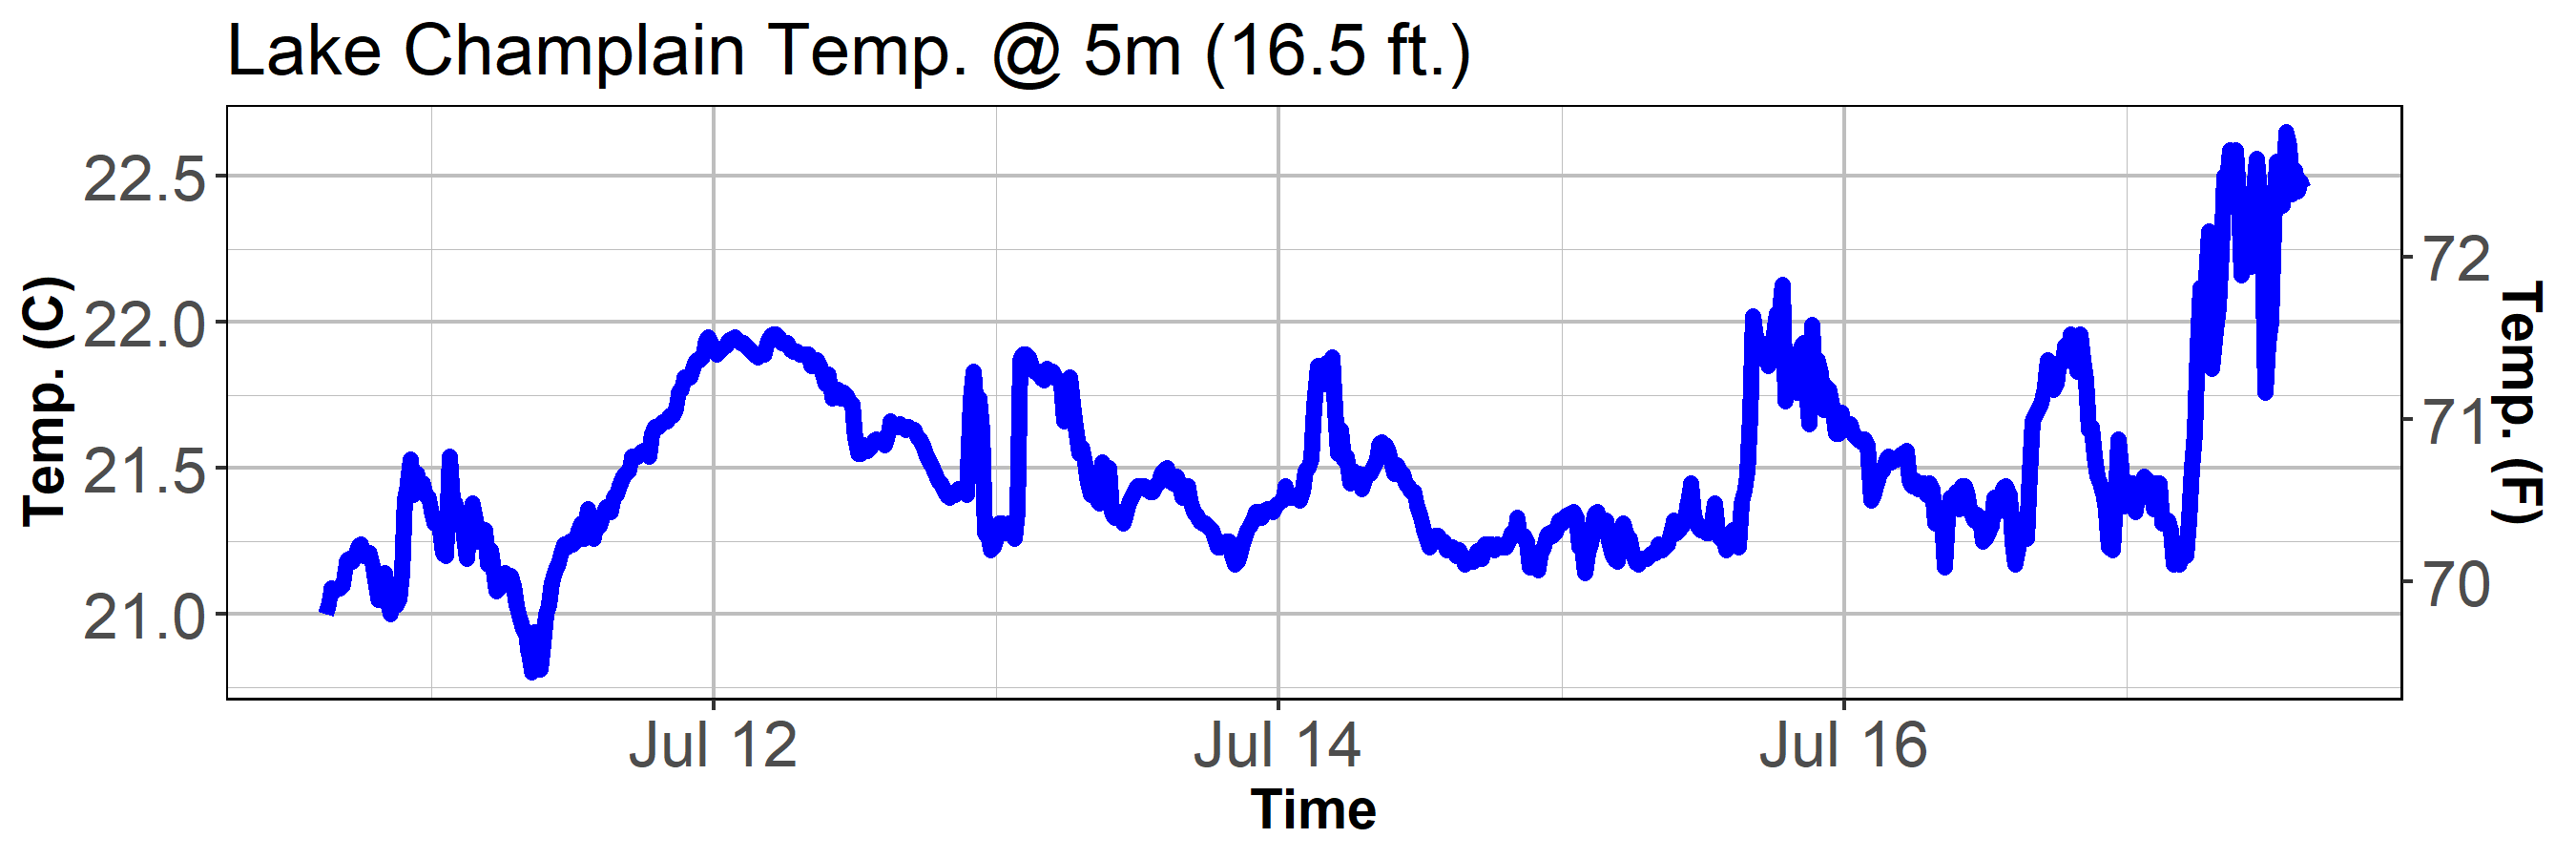 Lake Champlain Temp. @ 5m (16.5 ft.)
Temp. (C)
22.5
22.0
21.5
21.0
72
71
70
Temp. (F)
Jul 12 Jul 14 Jul 16
Time